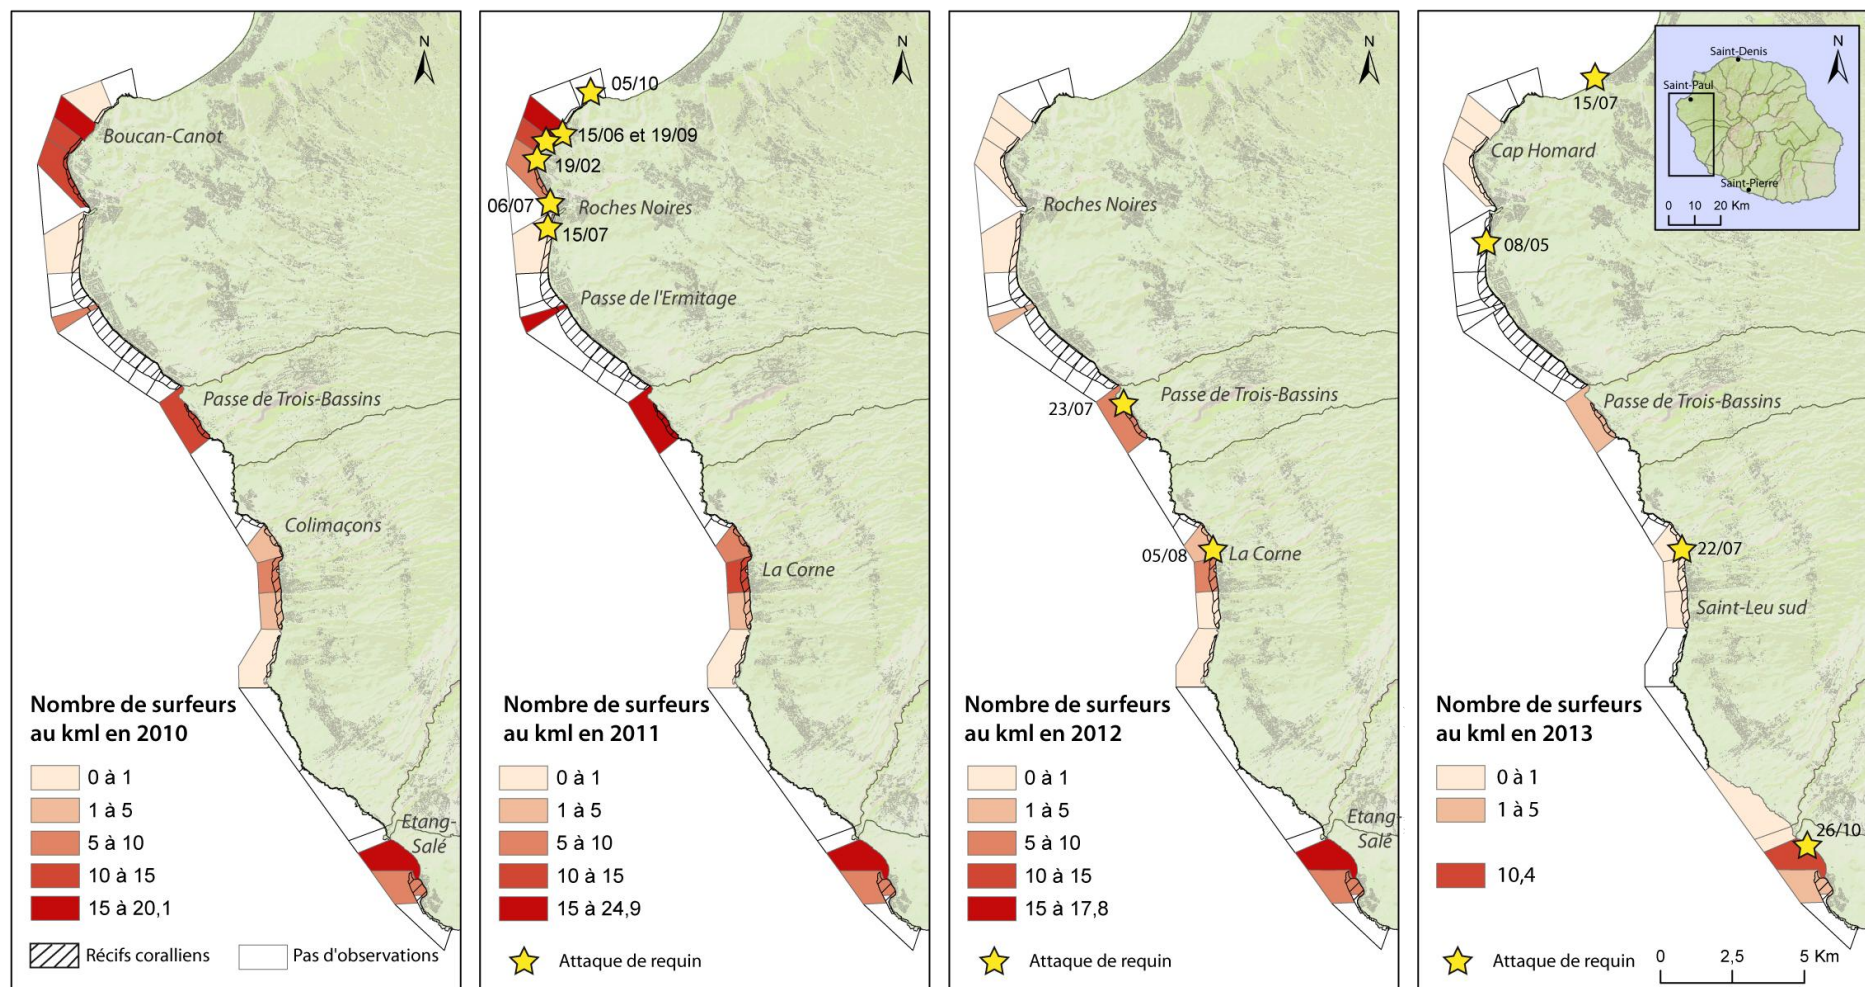 N
Boucan-Canot
Passe de Trois-Bassins
Colimaçons
Etang-
Salé
Nombre de surfeurs
au kml en 2010
0 à 1
1 à 5
5 à 10
10 à 15
15 à 20,1
Récifs coralliens
Pas d'observations
N
05/10
15/06 et 19/09
19/02
06/07
Roches Noires
15/07
Passe de l'Ermitage
La Corne
Nombre de surfeurs
au kml en 2011
0 à 1
1 à 5
5 à 10
10 à 15
15 à 24,9
Attaque de requin
N
Roches Noires
Passe de Trois-Bassins
23/07
05/08
La Corne
Etang-
Salé
Nombre de surfeurs
au kml en 2012
0 à 1
1 à 5
5 à 10
10 à 15
15 à 17,8
Attaque de requin
Saint-Denis
N
Saint-Paul
Saint-Pierre
0 10 20 Km
15/07
Cap Homard
08/05
Passe de Trois-Bassins
22/07
Saint-Leu sud
26/10
Nombre de surfeurs
au kml en 2013
0 à 1
1 à 5
10,4
Attaque de requin
0 2,5 5 Km